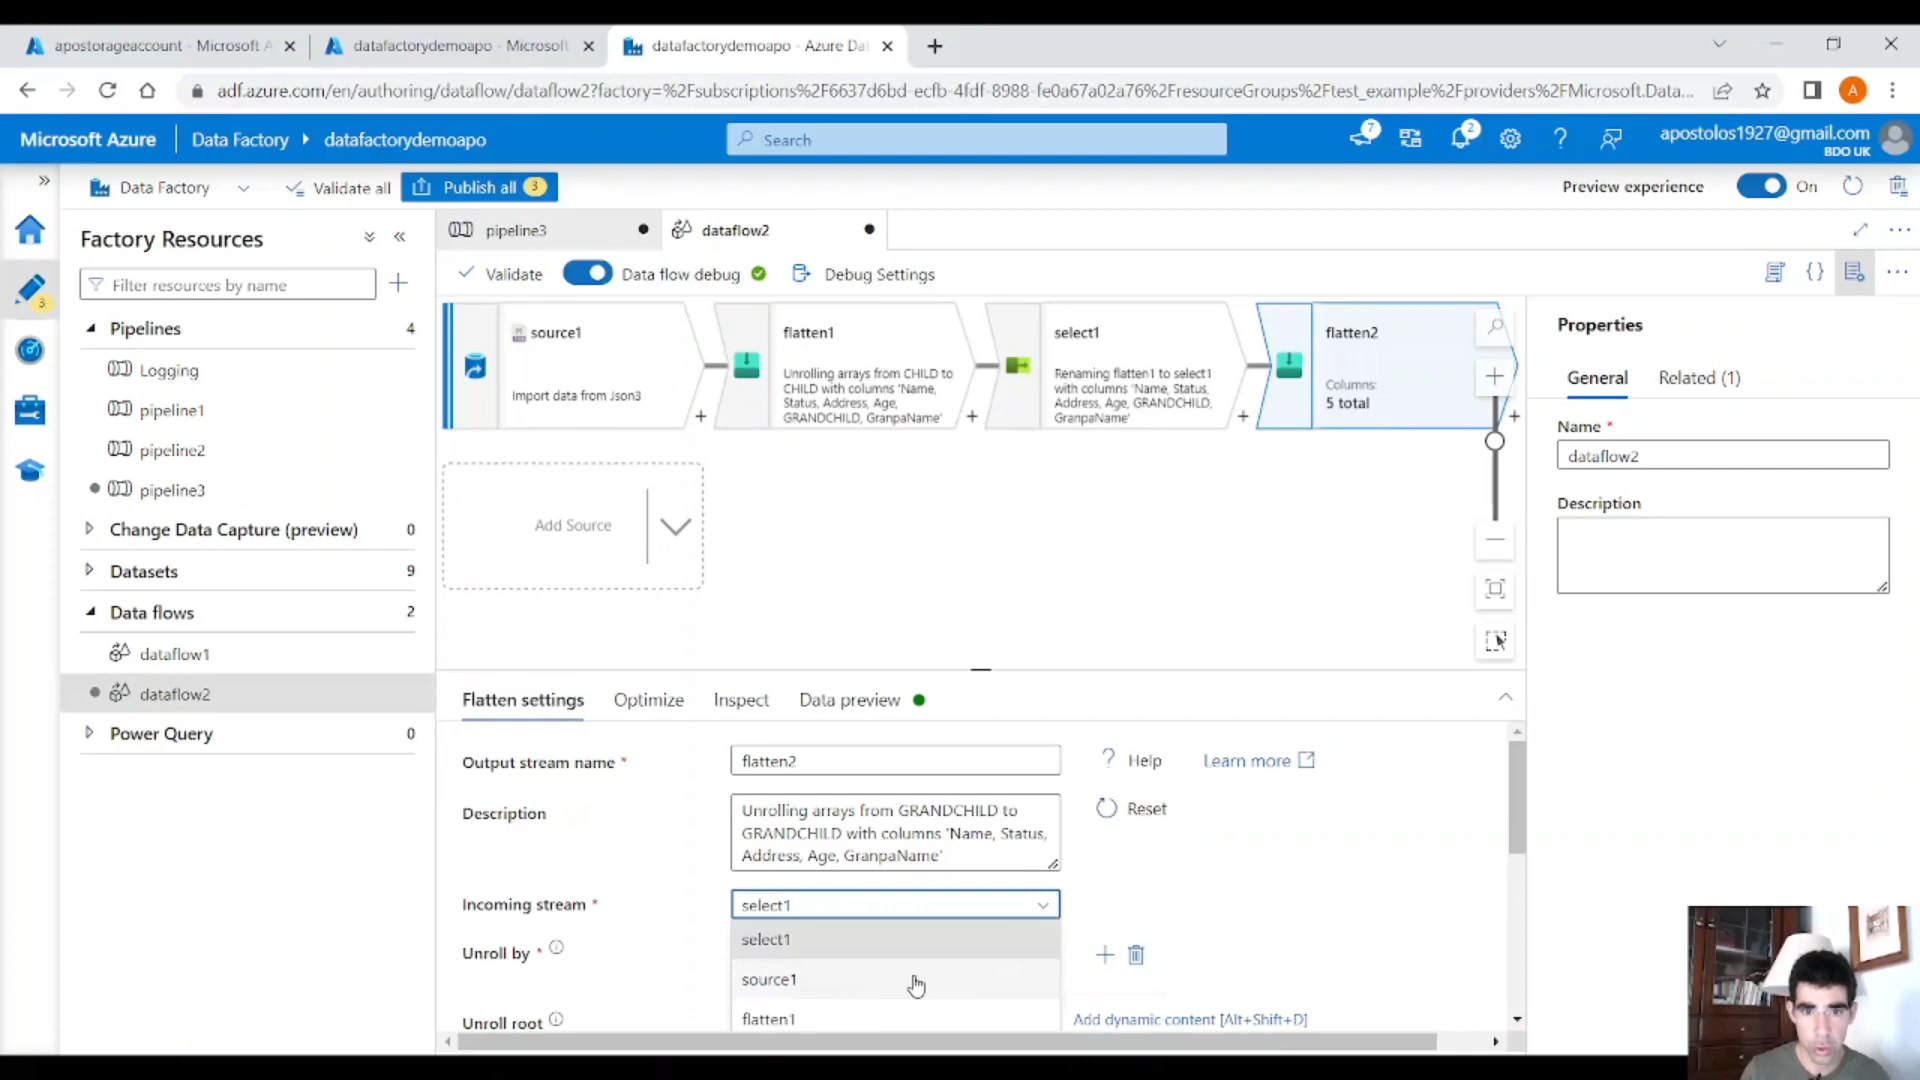 apostorageaccount - Microsoft A
datafactorydemoapo - Microsoft
datafactorydemoapo - Azure Dat
adf.azure.com/en/authoring/dataflow/dataflow2?factory=%2Fsubscriptions%2F6637d6bd-ecfb-4fdf-8988-fe0a67a02a76%2FresourceGroups%2Ftest_example%2Fproviders%2FMicrosoft.Data...
A
Microsoft Azure
Data Factory
datafactorydemoapo
Search
7
2
apostolos1927@gmail.com
BDO UK
Data Factory
Validate all
Publish all 3
Preview experience
On
3
Factory Resources
Filter resources by name
Pipelines 4
Logging
pipeline1
pipeline2
pipeline3
Change Data Capture (preview) 0
Datasets 9
Data flows 2
dataflow1
dataflow2
Power Query 0
pipeline3
dataflow2
Validate
Data flow debug
Debug Settings
source1
Import data from Json3
flatten1
Unrolling arrays from CHILD to
CHILD with columns 'Name,
Status, Address, Age,
GRANDCHILD, GranpaName'
select1
Renaming flatten1 to select1
with columns 'Name, Status,
Address, Age, GRANDCHILD,
GranpaName'
flatten2
Columns:
5 total
Add Source
Flatten settings
Optimize
Inspect
Data preview
Output stream name *
flatten2
Help
Learn more
Description
Unrolling arrays from GRANDCHILD to
GRANDCHILD with columns 'Name, Status,
Address, Age, GranpaName'
Reset
Incoming stream *
select1
select1
source1
flatten1
Unroll by *
Unroll root
Add dynamic content [Alt+Shift+D]
Properties
General
Related (1)
Name *
dataflow2
Description